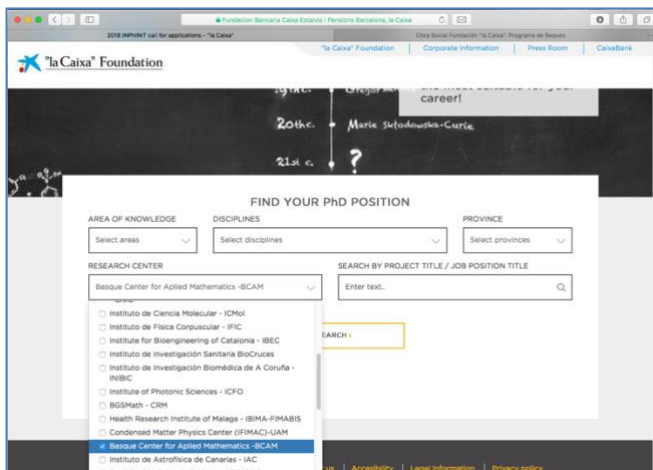 Fundacion Bancaria Caixa Estalvis i Pensions Barcelona, la Caixa
2018 INPhINIT call for applications - "la Caixa"
Obra Social Fundación "la Caixa". Programa de Beques
"la Caixa" Foundation
Corporate Information
Press Room
CaixaBank
"la Caixa" Foundation
19th c.
Gregor
career!
20th c.
Marie Skłodowska-Curie
21st c.
?
FIND YOUR PhD POSITION
AREA OF KNOWLEDGE
DISCIPLINES
PROVINCE
Select areas
Select disciplines
Select provinces
RESEARCH CENTER
SEARCH BY PROJECT TITLE / JOB POSITION TITLE
Basque Center for Aplied Mathematics -BCAM
Enter text..
Instituto de Ciencia Molecular - ICMol
Instituto de Física Corpuscular - IFIC
Institute for Bioengineering of Catalonia - IBEC
EARCH ›
Instituto de Investigación Sanitaria BioCruces
Instituto de Investigación Biomédica de A Coruña -
INIBIC
Institute of Photonic Sciences - ICFO
BGSMath - CRM
Health Research Institute of Malaga - IBIMA-FIMABIS
Condensed Matter Physics Center (IFIMAC)-UAM
Basque Center for Aplied Mathematics -BCAM
Instituto de Astrofísica de Canarias - IAC
us | Accesibility | Legal Information | Privacy policy